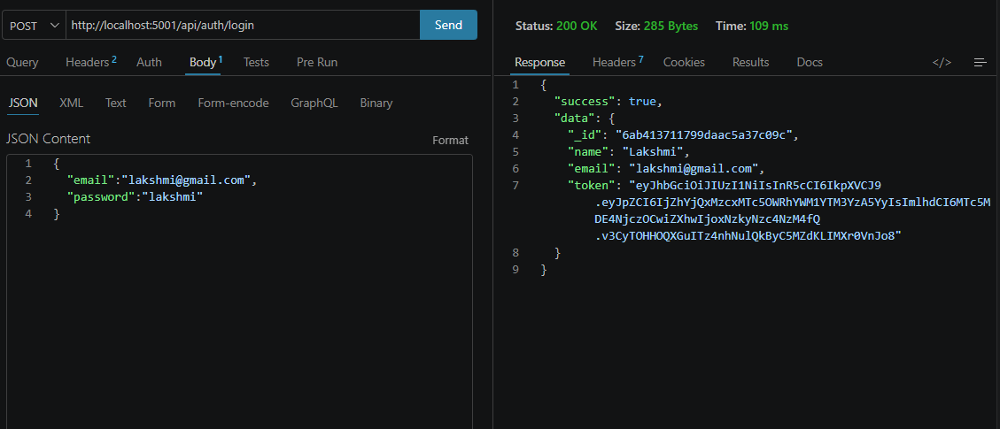 POST http://localhost:5001/api/auth/login Send
Query Headers 2 Auth Body 1 Tests Pre Run
JSON XML Text Form Form-encode GraphQL Binary
JSON Content Format
1 {
2 "email":"lakshmi@gmail.com",
3 "password":"lakshmi"
4 }
Status: 200 OK Size: 285 Bytes Time: 109 ms
Response Headers 7 Cookies Results Docs </>
1 {
2 "success": true,
3 "data": {
4 "_id": "6ab413711799daac5a37c09c",
5 "name": "Lakshmi",
6 "email": "lakshmi@gmail.com",
7 "token": "eyJhbGciOiJIUzI1NiIsInR5cCI6IkpXVCJ9
.eyJpZCI6IjZhYjQxMzcxMTc5OWRhYWM1YTM3YzA5YyIsImlhdCI6MTc5M
DE4NjczOCwiZXhwIjoxNzkyNzc4NzM4fQ
.v3CyTOHHOQXGuITz4nhNulQkByC5MZdKLIMXr0VnJo8"
8 }
9 }